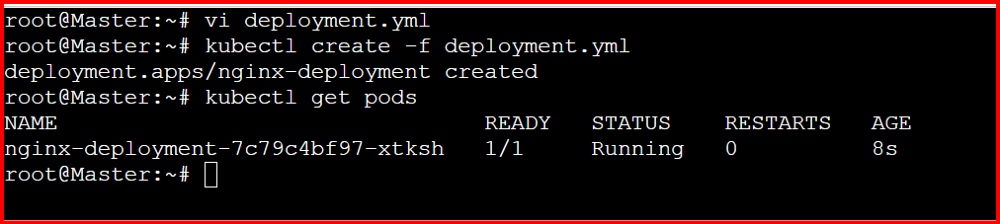 root@Master:~# vi deployment.yml
root@Master:~# kubectl create -f deployment.yml
deployment.apps/nginx-deployment created
root@Master:~# kubectl get pods
NAME READY STATUS RESTARTS AGE
nginx-deployment-7c79c4bf97-xtksh 1/1 Running 0 8s
root@Master:~#